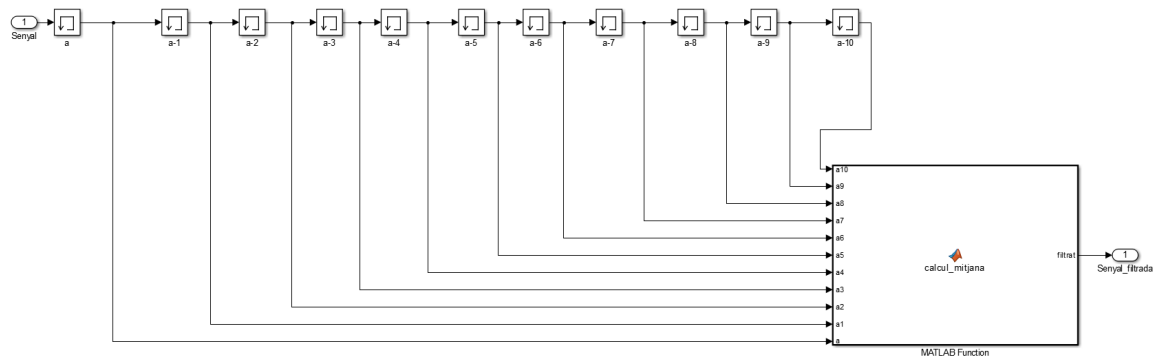 1
Senyal
a
a-1
a-2
a-3
a-4
a-5
a-6
a-7
a-8
a-9
a-10
a10
a9
a8
a7
a6
a5
a4
a3
a2
a1
a
calcul_mitjana
filtrat
MATLAB Function
1
Senyal_filtrada